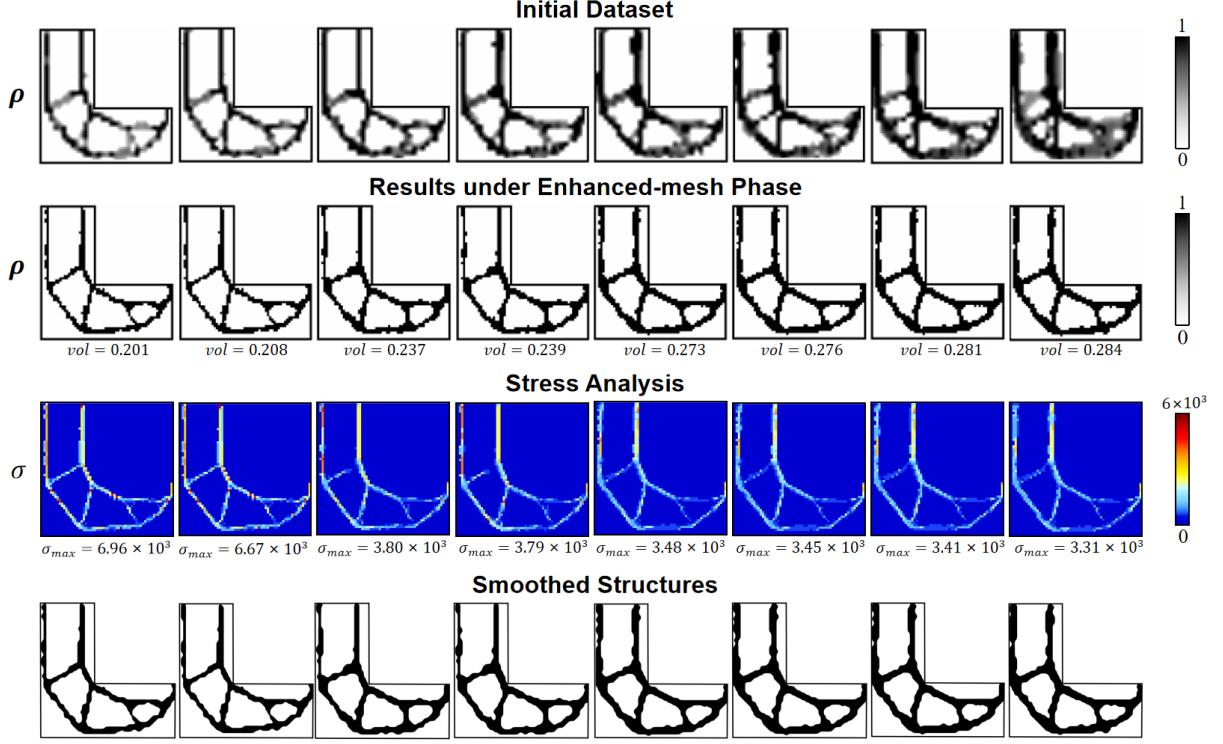 Initial Dataset
1
ρ
0
Results under Enhanced-mesh Phase
1
ρ
0
vol = 0.201 vol = 0.208 vol = 0.237 vol = 0.239 vol = 0.273 vol = 0.276 vol = 0.281 vol = 0.284
Stress Analysis
6×10³
σ
0
σmax = 6.96 × 10³ σmax = 6.67 × 10³ σmax = 3.80 × 10³ σmax = 3.79 × 10³ σmax = 3.48 × 10³ σmax = 3.45 × 10³ σmax = 3.41 × 10³ σmax = 3.31 × 10³
Smoothed Structures